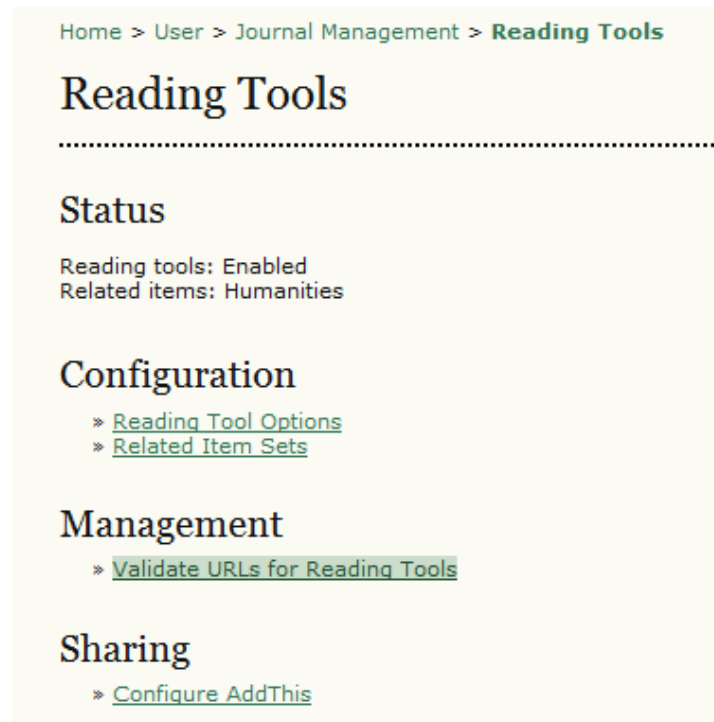 Home > User > Journal Management > Reading Tools
Reading Tools
Status
Reading tools: Enabled
Related items: Humanities
Configuration
» Reading Tool Options
» Related Item Sets
Management
» Validate URLs for Reading Tools
Sharing
» Configure AddThis